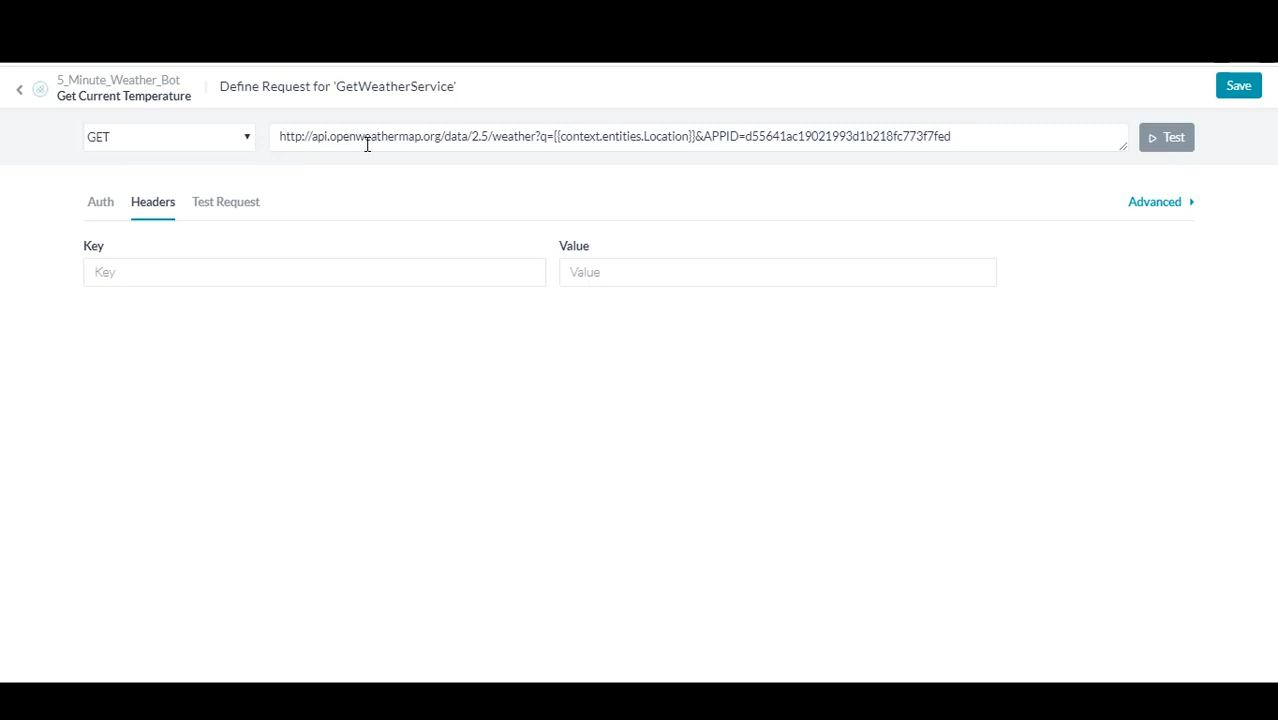 5_Minute_Weather_Bot
Get Current Temperature
Define Request for 'GetWeatherService'
Save
GET
http://api.openweathermap.org/data/2.5/weather?q={{context.entities.Location}}&APPID=d55641ac19021993d1b218fc773f7fed
Test
Auth
Headers
Test Request
Advanced
Key
Value
Key
Value